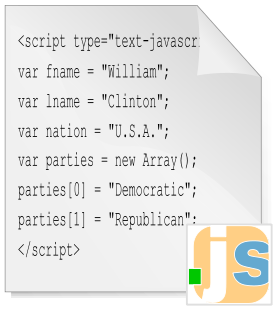 <script type="text-javascri
var fname = "William";
var lname = "Clinton";
var nation = "U.S.A.";
var parties = new Array();
parties[0] = "Democratic";
parties[1] = "Republican";
</script>
js